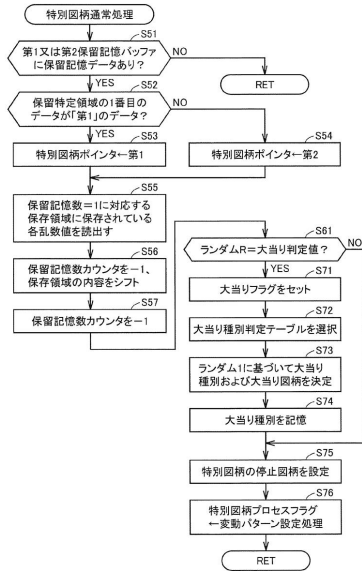 特別図柄通常処理
S51
第1又は第2保留記憶バッファ
に保留記憶データあり?
NO
RET
YES
S52
保留特定領域の1番目の
データが「第1」のデータ?
NO
YES
S53
特別図柄ポインタ←第1
S54
特別図柄ポインタ←第2
S55
保留記憶数=1に対応する
保存領域に保存されている
各乱数値を読出す
S56
保留記憶数カウンタを-1、
保存領域の内容をシフト
S57
保留記憶数カウンタを-1
S61
ランダムR=大当り判定値?
NO
YES
S71
大当りフラグをセット
S72
大当り種別判定テーブルを選択
S73
ランダム1に基づいて大当り
種別および大当り図柄を決定
S74
大当り種別を記憶
S75
特別図柄の停止図柄を設定
S76
特別図柄プロセスフラグ
←変動パターン設定処理
RET